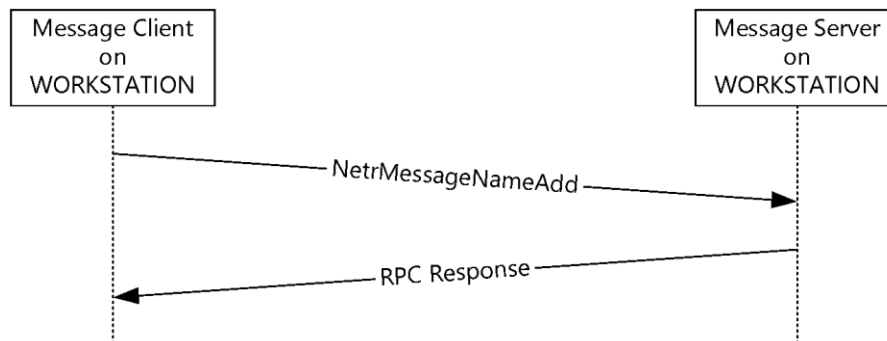 Message Client
on
WORKSTATION
Message Server
on
WORKSTATION
NetrMessageNameAdd
RPC Response